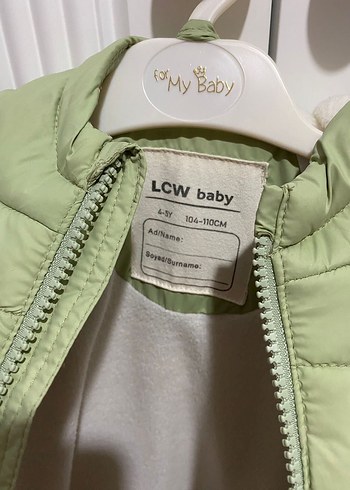 For
My Baby
LCW baby
4-5Y 104-110CM
Ad/Name:
Soyad/Surname: